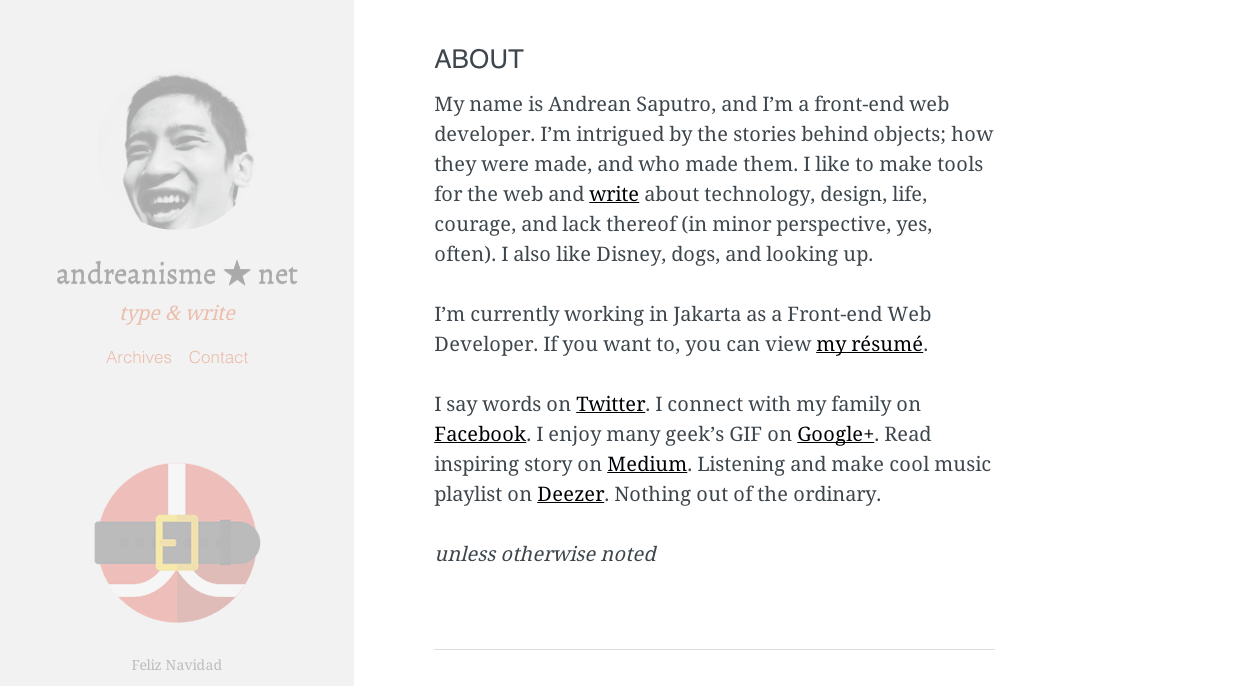 andreanisme ★ net
type & write
Archives Contact
Feliz Navidad
ABOUT
My name is Andrean Saputro, and I’m a front-end web
developer. I’m intrigued by the stories behind objects; how
they were made, and who made them. I like to make tools
for the web and write about technology, design, life,
courage, and lack thereof (in minor perspective, yes,
often). I also like Disney, dogs, and looking up.
I’m currently working in Jakarta as a Front-end Web
Developer. If you want to, you can view my résumé.
I say words on Twitter. I connect with my family on
Facebook. I enjoy many geek’s GIF on Google+. Read
inspiring story on Medium. Listening and make cool music
playlist on Deezer. Nothing out of the ordinary.
unless otherwise noted